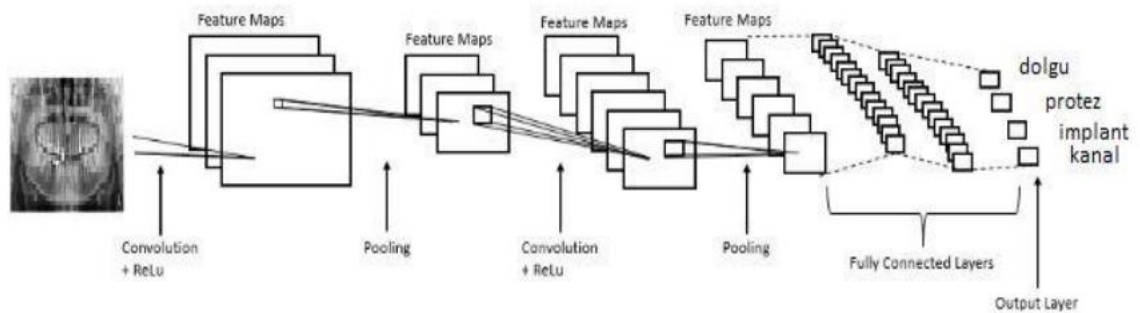 Feature Maps
Feature Maps
Feature Maps
Feature Maps
dolgu
protez
implant
kanal
Convolution
+ ReLu
Pooling
Convolution
+ ReLu
Pooling
Fully Connected Layers
Output Layer